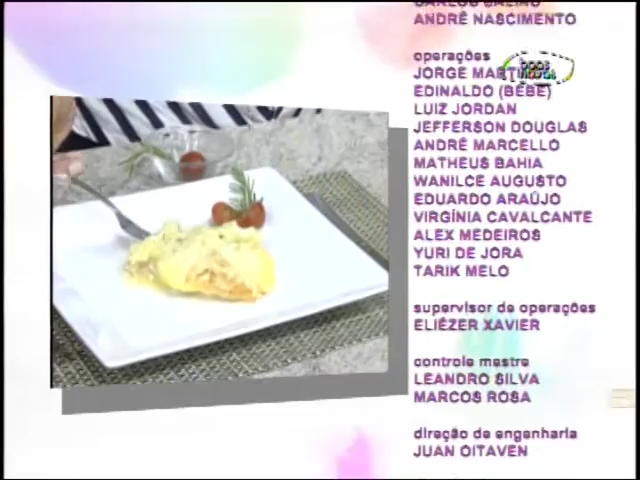 ANDRÉ NASCIMENTO
operações
JORGE
EDINALDO (BEBÉ)
LUIZ JORDAN
JEFFERSON DOUGLAS
ANDRÉ MARCELLO
MATHEUS BAHIA
WANILCE AUGUSTO
EDUARDO ARAÚJO
VIRGÍNIA CAVALCANTE
ALEX MEDEIROS
YURI DE JORA
TARIK MELO
supervisor de operações
ELIÉZER XAVIER
controle mestre
LEANDRO SILVA
MARCOS ROSA
direção de engenharia
JUAN OITAVEN